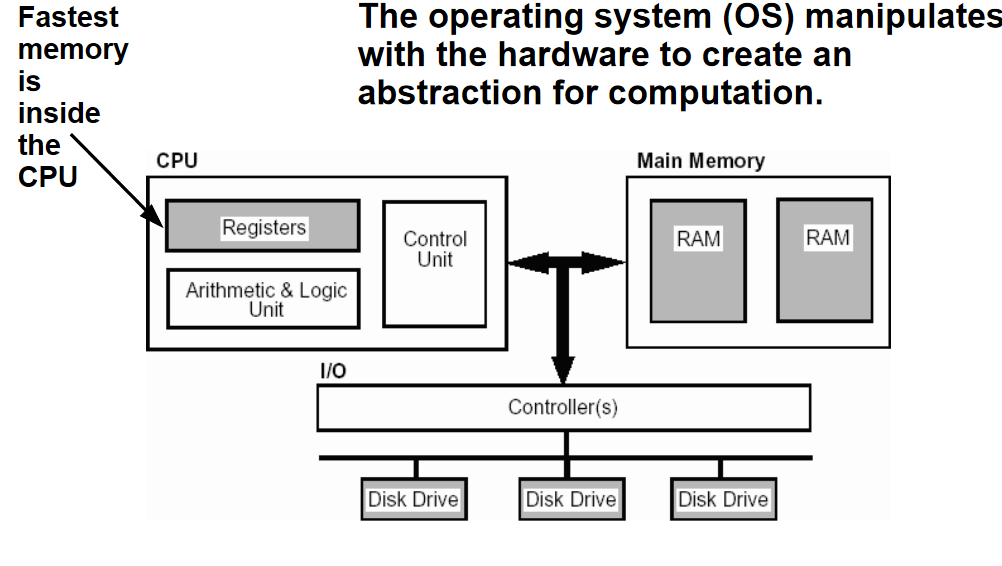 Fastest
memory
is
inside
the
CPU
The operating system (OS) manipulates
with the hardware to create an
abstraction for computation.
CPU
Registers
Arithmetic & Logic
Unit
Control
Unit
Main Memory
RAM
RAM
I/O
Controller(s)
Disk Drive
Disk Drive
Disk Drive